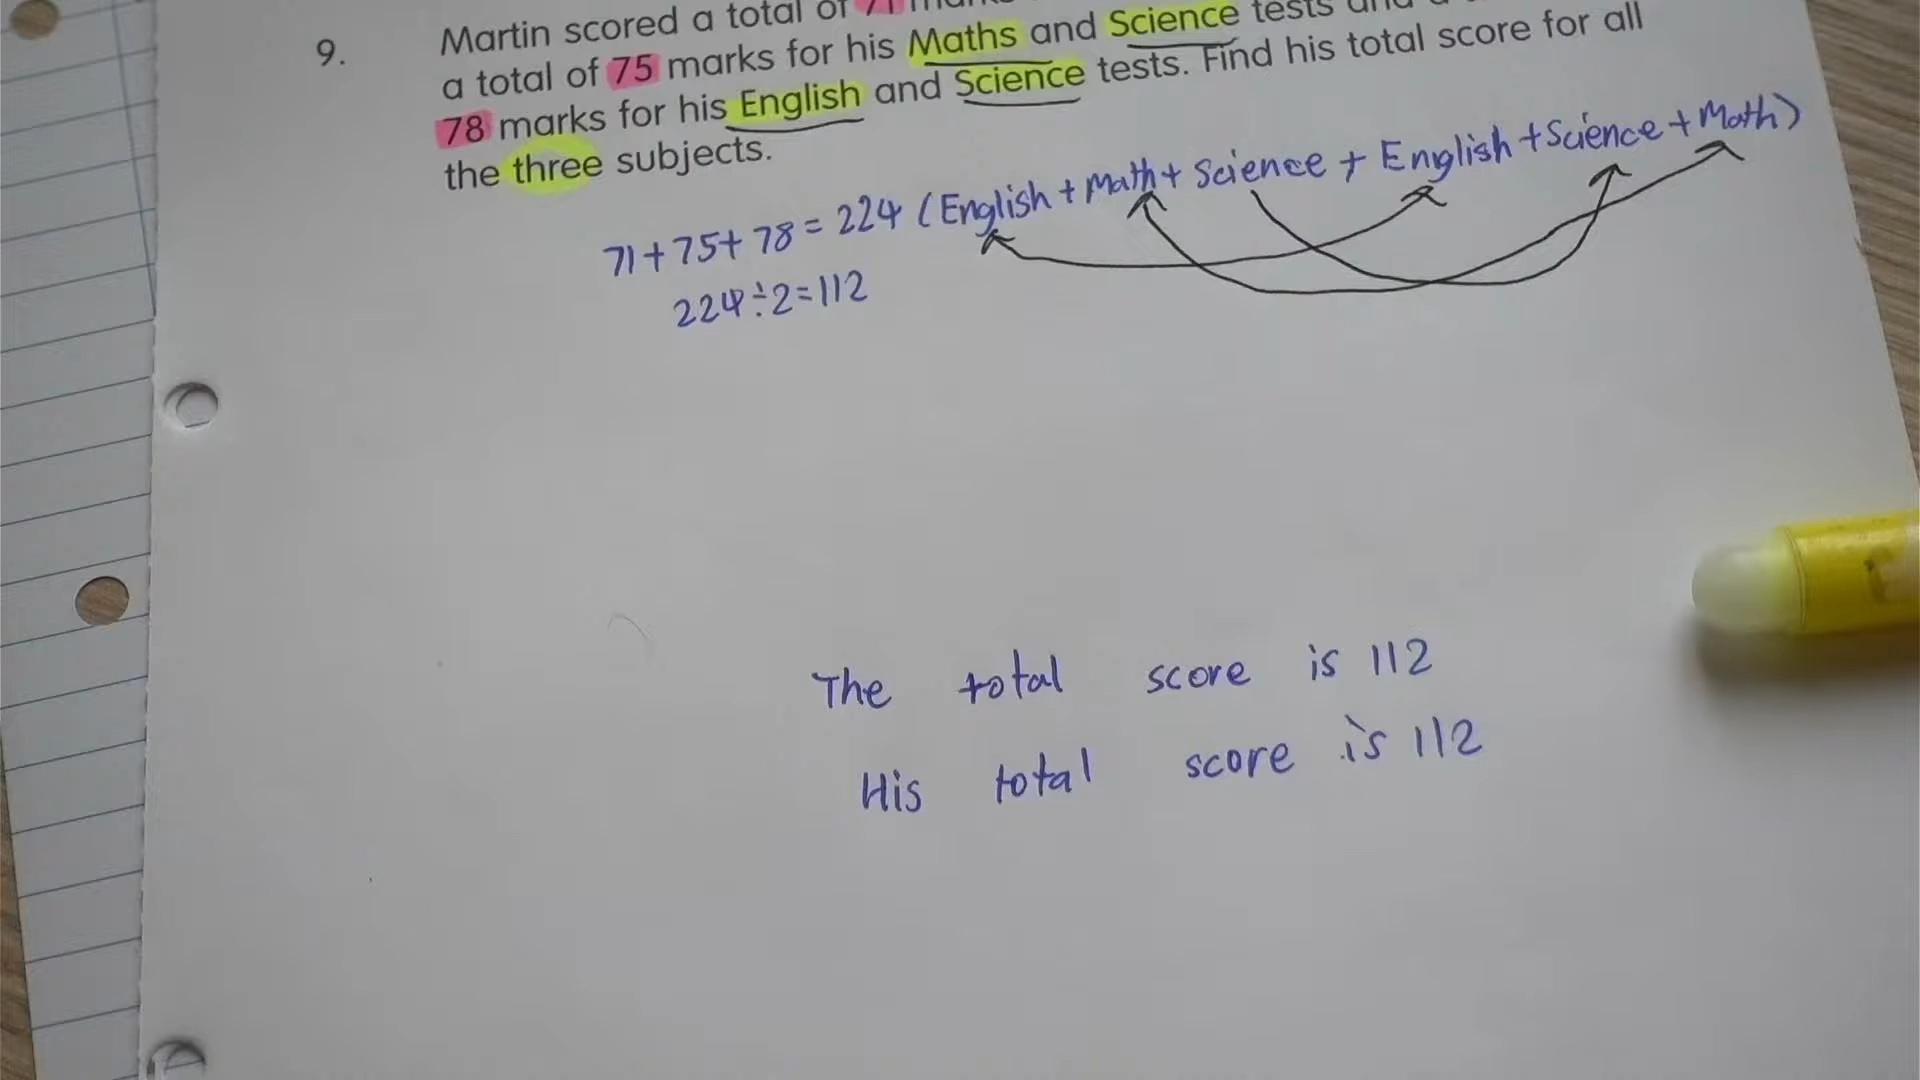 9.
Martin scored a total of 71
a total of 75 marks for his Maths and Science tests
78 marks for his English and Science tests. Find his total score for all
the three subjects.
71+75+78=224 (English+Math+Science+English+Science+Math)
224÷2=112
The total score is 112
His total score is 112